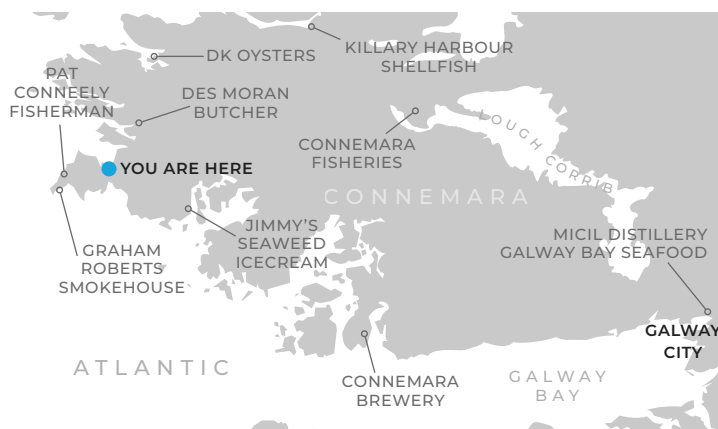 DK OYSTERS
KILLARY HARBOUR
SHELLFISH
PAT
CONNEELY
FISHERMAN
DES MORAN
BUTCHER
CONNEMARA
FISHERIES
LOUGH CORRIB
YOU ARE HERE
CONNEMARA
JIMMY'S
SEAWEED
ICECREAM
MICIL DISTILLERY
GALWAY BAY SEAFOOD
GRAHAM
ROBERTS
SMOKEHOUSE
GALWAY
CITY
ATLANTIC
CONNEMARA
BREWERY
GALWAY
BAY